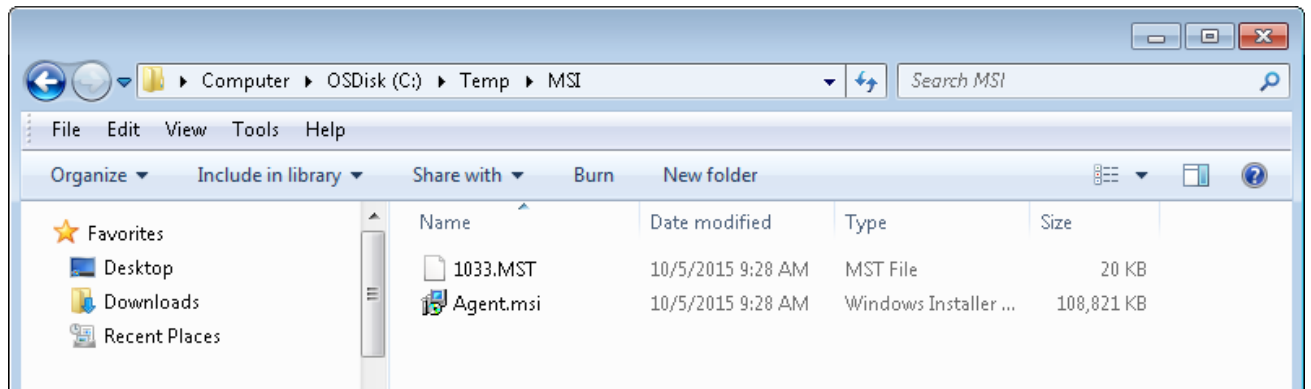 Computer OSDisk (C:) Temp MSI Search MSI
File Edit View Tools Help
Organize Include in library Share with Burn New folder
Name Date modified Type Size
Favorites
Desktop 1033.MST 10/5/2015 9:28 AM MST File 20 KB
Downloads Agent.msi 10/5/2015 9:28 AM Windows Installer ... 108,821 KB
Recent Places